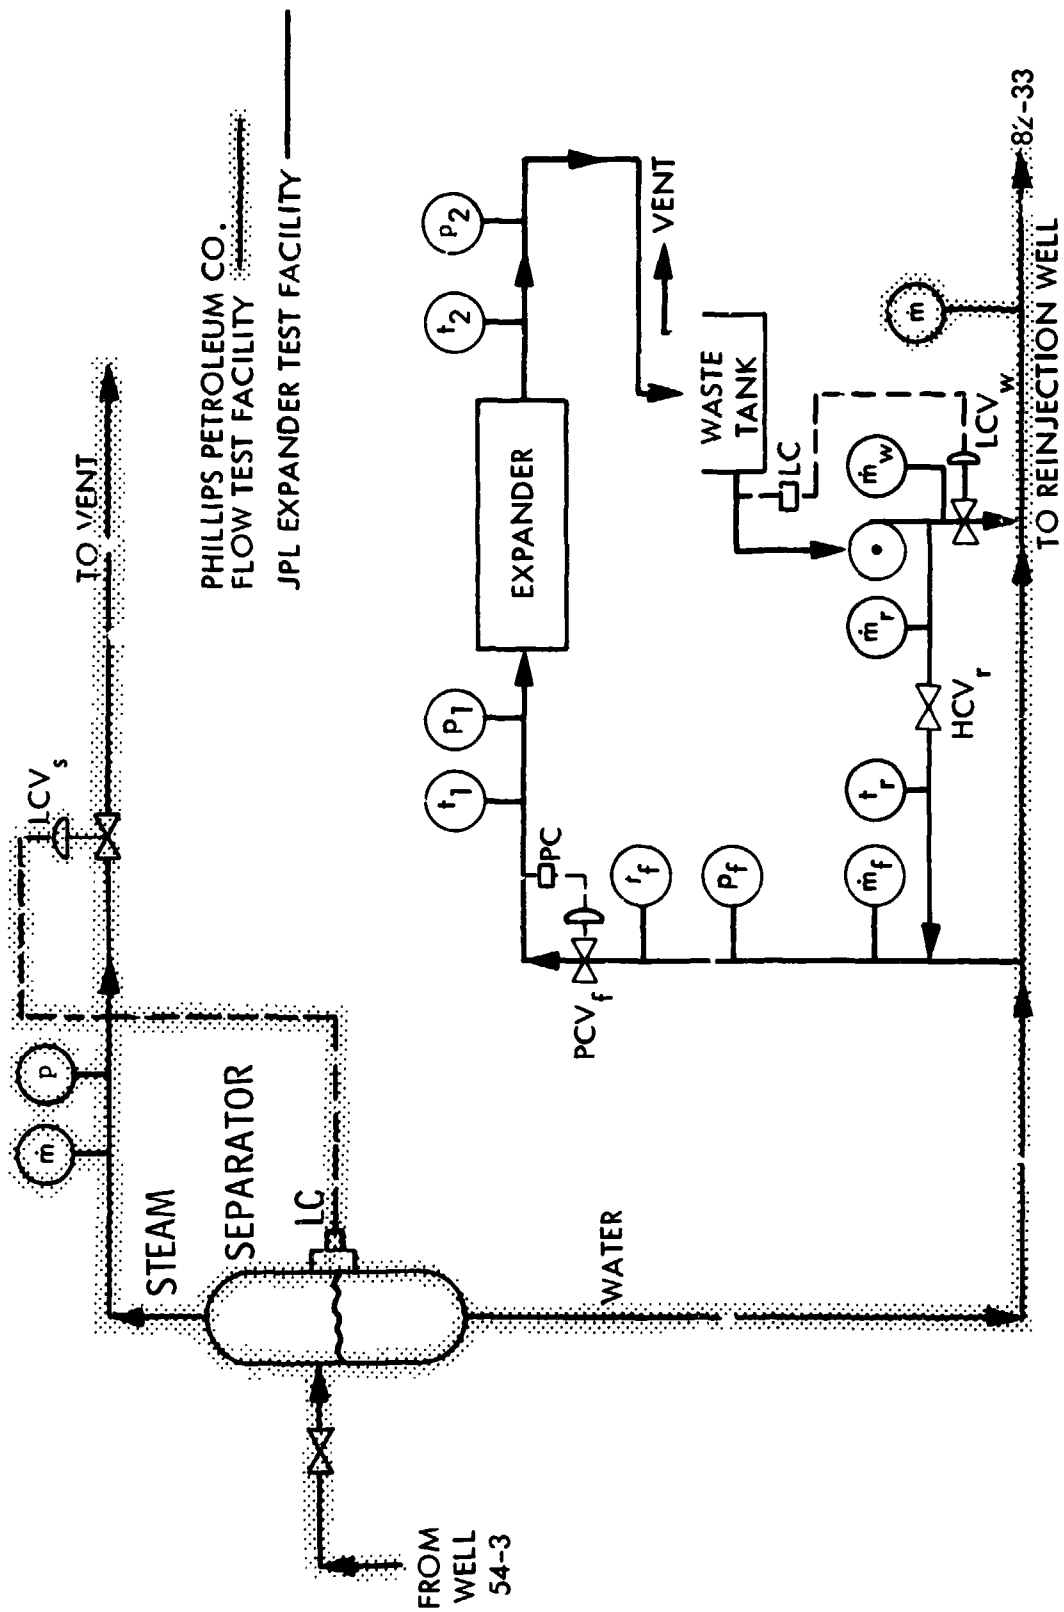 PHILLIPS PETROLEUM CO.
FLOW TEST FACILITY
JPL EXPANDER TEST FACILITY
TO VENT
LCVs
p
m
STEAM
SEPARATOR
LC
FROM
WELL
54-3
WATER
t1
p1
EXPANDER
t2
p2
PC
PCVf
tf
pf
ṁf
VENT
WASTE
TANK
LC
ṁw
LCVw
ṁr
HCVr
tr
ṁ
82-33
TO REINJECTION WELL